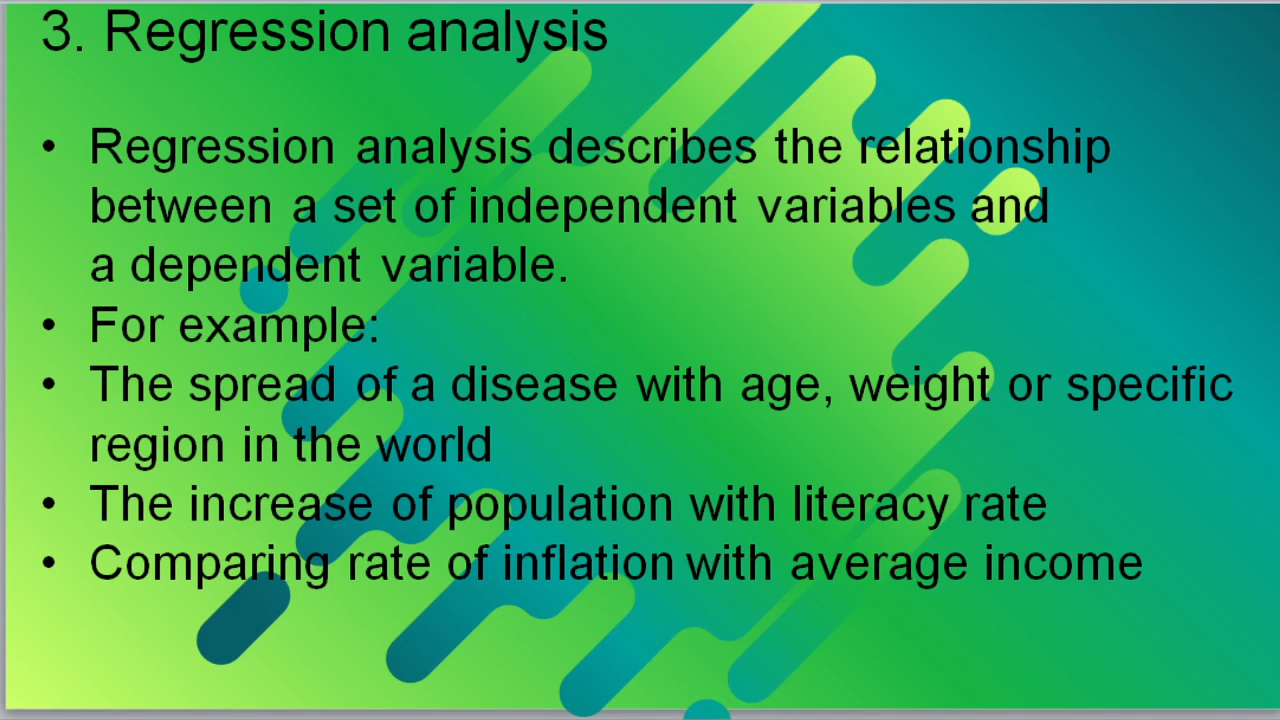 3. Regression analysis
• Regression analysis describes the relationship
between a set of independent variables and
a dependent variable.
• For example:
• The spread of a disease with age, weight or specific
region in the world
• The increase of population with literacy rate
• Comparing rate of inflation with average income